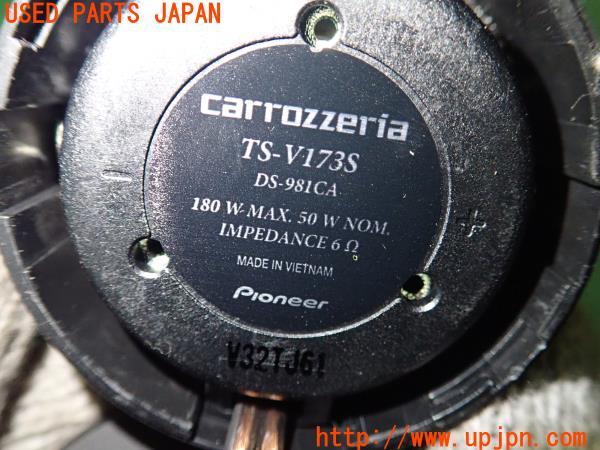 USED PARTS JAPAN
carrozzeria
TS-V173S
DS-981CA
180 W-MAX. 50 W NOM.
IMPEDANCE 6 Ω
MADE IN VIETNAM
Pioneer
- +
V32TJ61
http://www.upjpn.com/